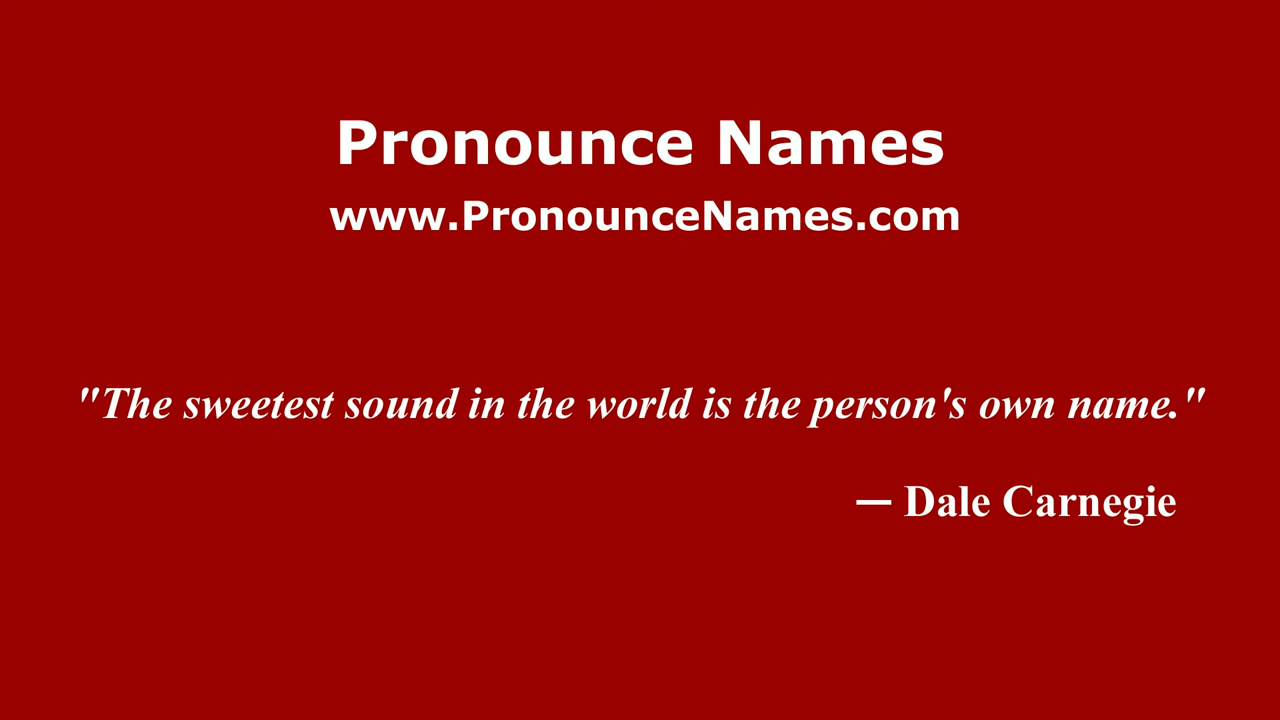 Pronounce Names
www.PronounceNames.com
"The sweetest sound in the world is the person's own name."
— Dale Carnegie